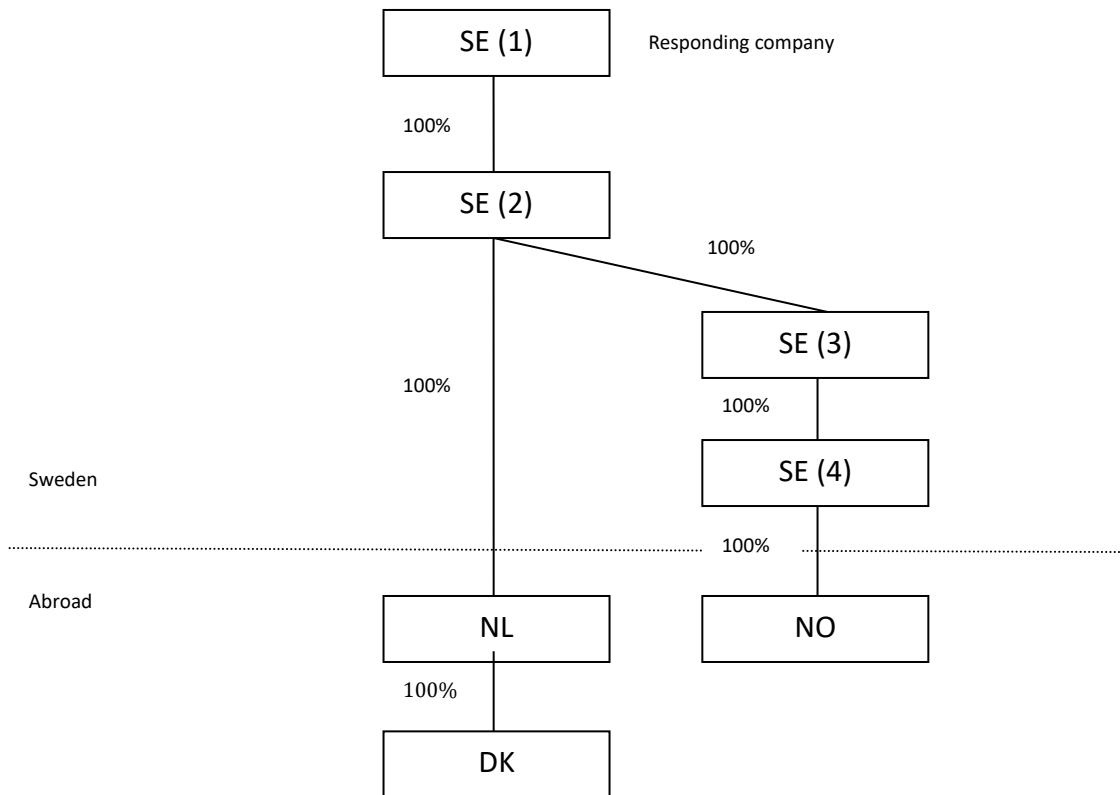 SE (1)
Responding company
100%
SE (2)
100%
SE (3)
100%
100%
SE (4)
Sweden
100%
Abroad
NL
NO
100%
DK